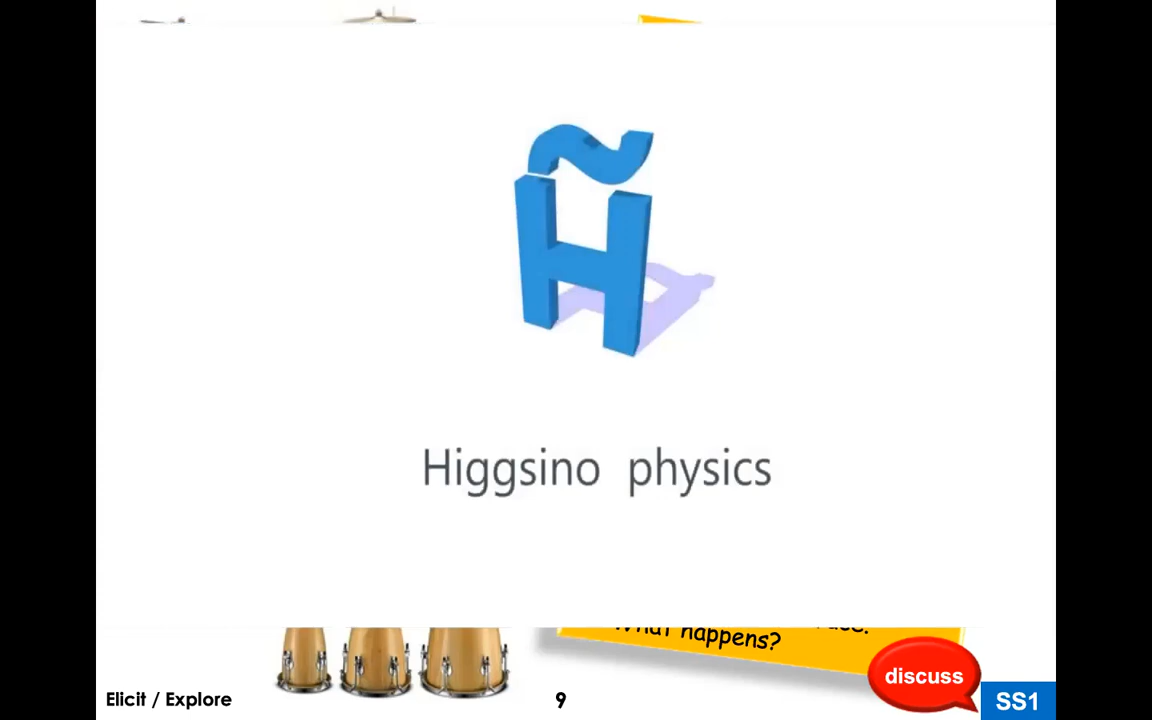 H̃
Higgsino physics
What happens?
discuss
Elicit / Explore
9
SS1